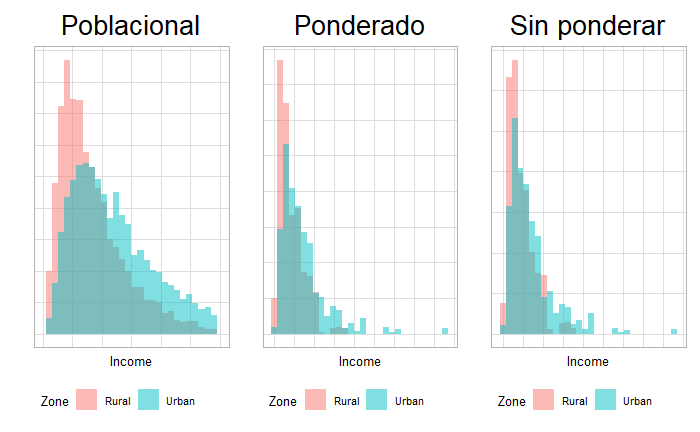 Poblacional
Ponderado
Sin ponderar
Income
Income
Income
Zone Rural Urban
Zone Rural Urban
Zone Rural Urban